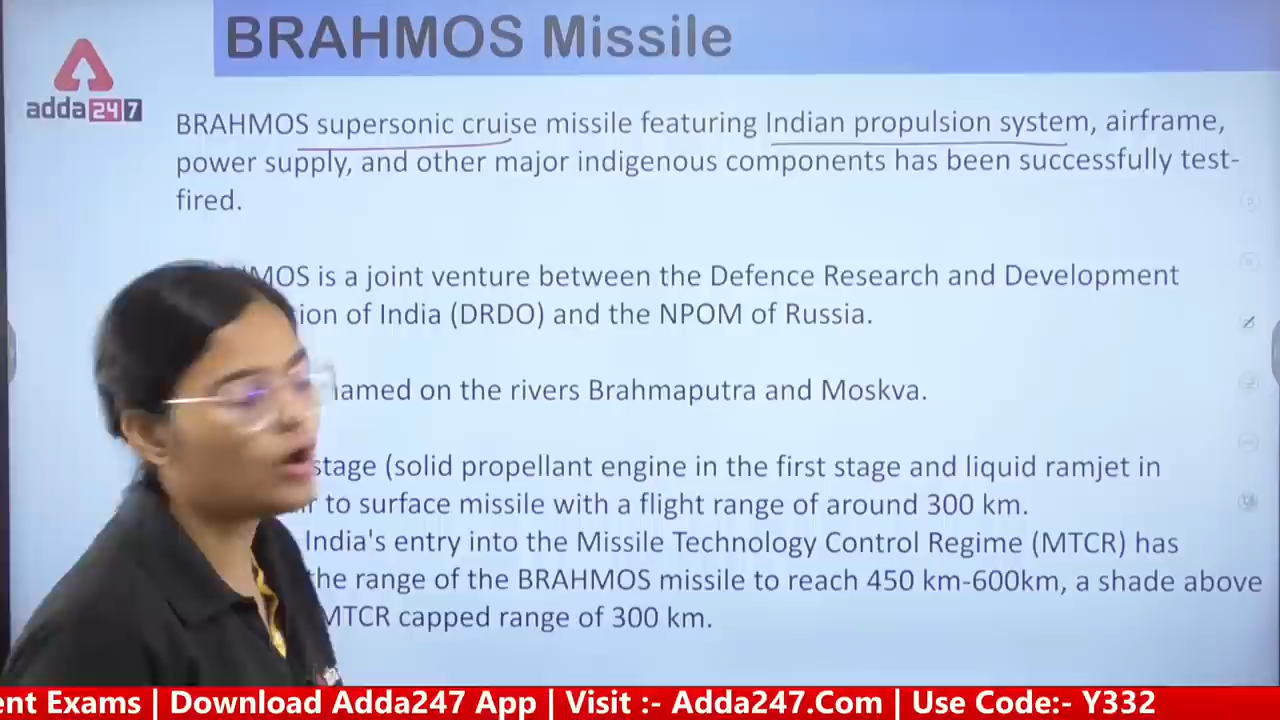 BRAHMOS Missile
adda247
BRAHMOS supersonic cruise missile featuring Indian propulsion system, airframe,
power supply, and other major indigenous components has been successfully test-
fired.
is a joint venture between the Defence Research and Development
of India (DRDO) and the NPOM of Russia.
on the rivers Brahmaputra and Moskva.
stage (solid propellant engine in the first stage and liquid ramjet in
to surface missile with a flight range of around 300 km.
India's entry into the Missile Technology Control Regime (MTCR) has
the range of the BRAHMOS missile to reach 450 km-600km, a shade above
MTCR capped range of 300 km.
Exams | Download Adda247 App | Visit :- Adda247.Com | Use Code:- Y332